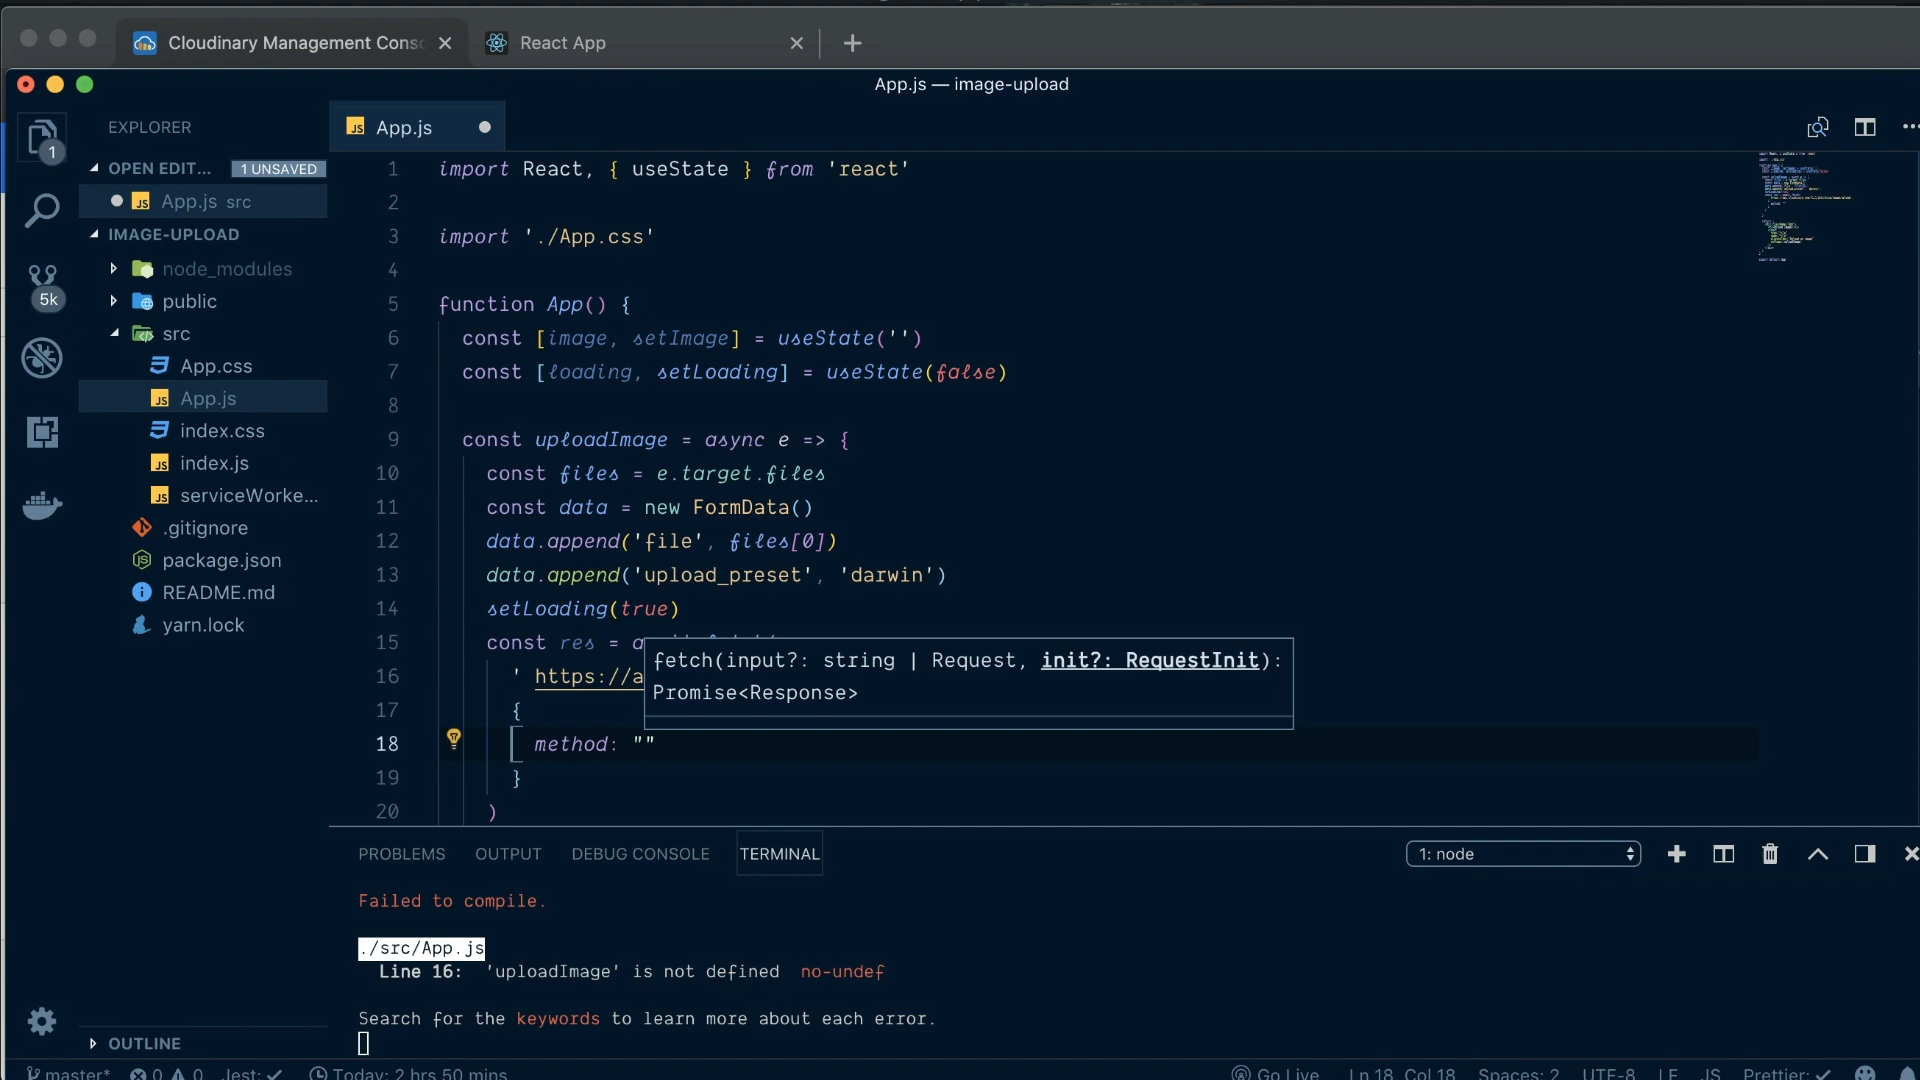 Cloudinary Management Conso
React App
App.js — image-upload
EXPLORER
App.js
1
OPEN EDIT... 1 UNSAVED
App.js src
IMAGE-UPLOAD
node_modules
public
src
App.css
App.js
index.css
index.js
serviceWorke...
.gitignore
package.json
README.md
yarn.lock
5k
1 import React, { useState } from 'react'
2
3 import './App.css'
4
5 function App() {
6 const [image, setImage] = useState('')
7 const [loading, setLoading] = useState(false)
8
9 const uploadImage = async e => {
10 const files = e.target.files
11 const data = new FormData()
12 data.append('file', files[0])
13 data.append('upload_preset', 'darwin')
14 setLoading(true)
15 const res = a
16 ' https://a
17 {
18 method: ""
19 }
20 )
fetch(input?: string | Request, init?: RequestInit):
Promise<Response>
PROBLEMS OUTPUT DEBUG CONSOLE TERMINAL 1: node
Failed to compile.
./src/App.js
Line 16: 'uploadImage' is not defined no-undef
Search for the keywords to learn more about each error.
OUTLINE
master* 0 0 Jest: Today: 2 hrs 50 mins Go Live Ln 18, Col 18 Spaces: 2 UTF-8 LF JS Prettier: